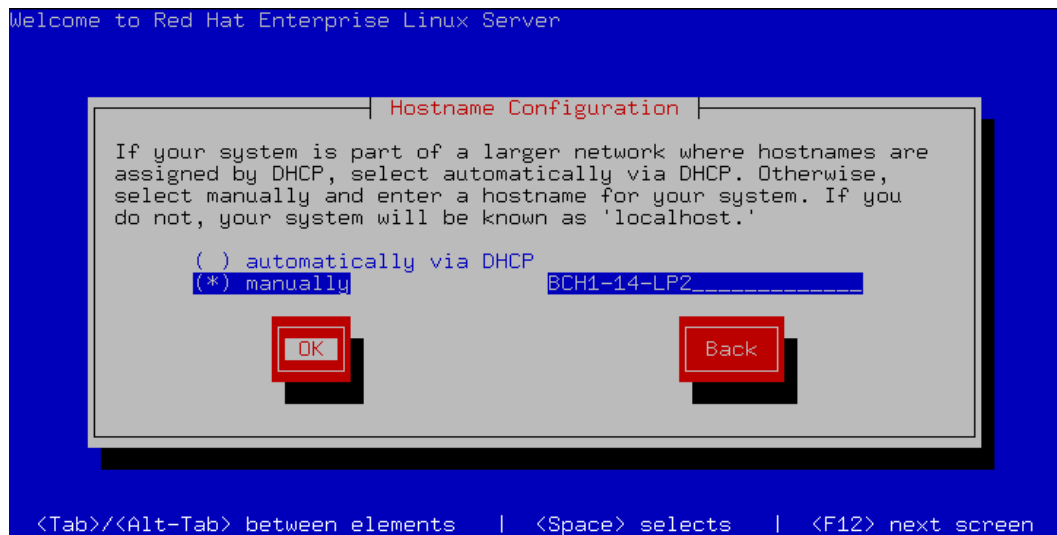 Welcome to Red Hat Enterprise Linux Server
Hostname Configuration
If your system is part of a larger network where hostnames are
assigned by DHCP, select automatically via DHCP. Otherwise,
select manually and enter a hostname for your system. If you
do not, your system will be known as 'localhost.'
( ) automatically via DHCP
(*) manually BCH1-14-LP2_____________
OK Back
<Tab>/<Alt-Tab> between elements | <Space> selects | <F12> next screen